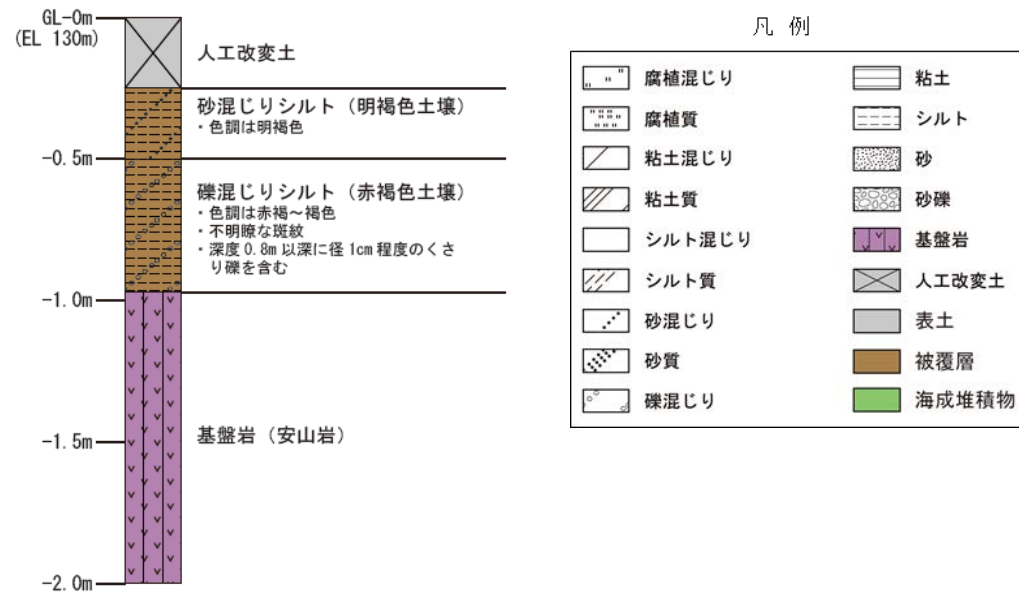 GL-0m
(EL 130m)
人工改変土
砂混じりシルト（明褐色土壌）
・色調は明褐色
-0.5m
礫混じりシルト（赤褐色土壌）
・色調は赤褐～褐色
・不明瞭な斑紋
・深度0.8m以深に径1cm程度のくさ
り礫を含む
-1.0m
-1.5m
基盤岩（安山岩）
-2.0m
凡 例
腐植混じり
腐植質
粘土混じり
粘土質
シルト混じり
シルト質
砂混じり
砂質
礫混じり
粘土
シルト
砂
砂礫
基盤岩
人工改変土
表土
被覆層
海成堆積物